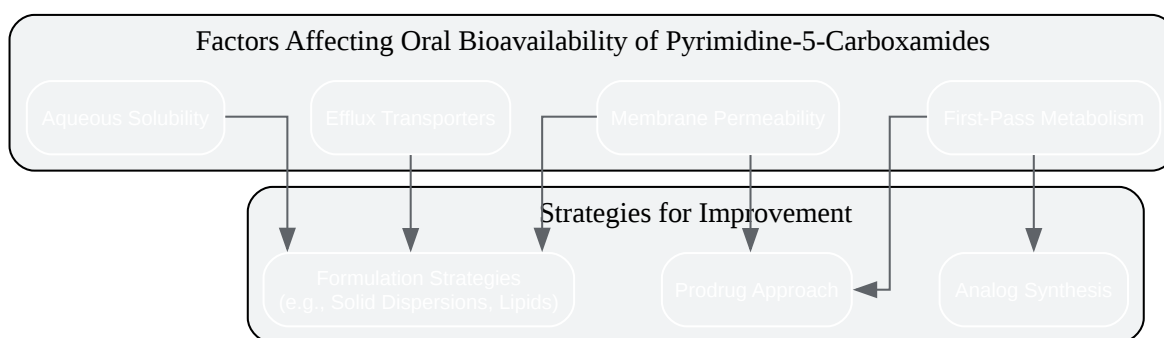 Factors Affecting Oral Bioavailability of Pyrimidine-5-Carboxamides
Aqueous Solubility
Efflux Transporters
Membrane Permeability
First-Pass Metabolism
Strategies for Improvement
Formulation Strategies
(e.g., Solid Dispersions, Lipids)
Prodrug Approach
Analog Synthesis